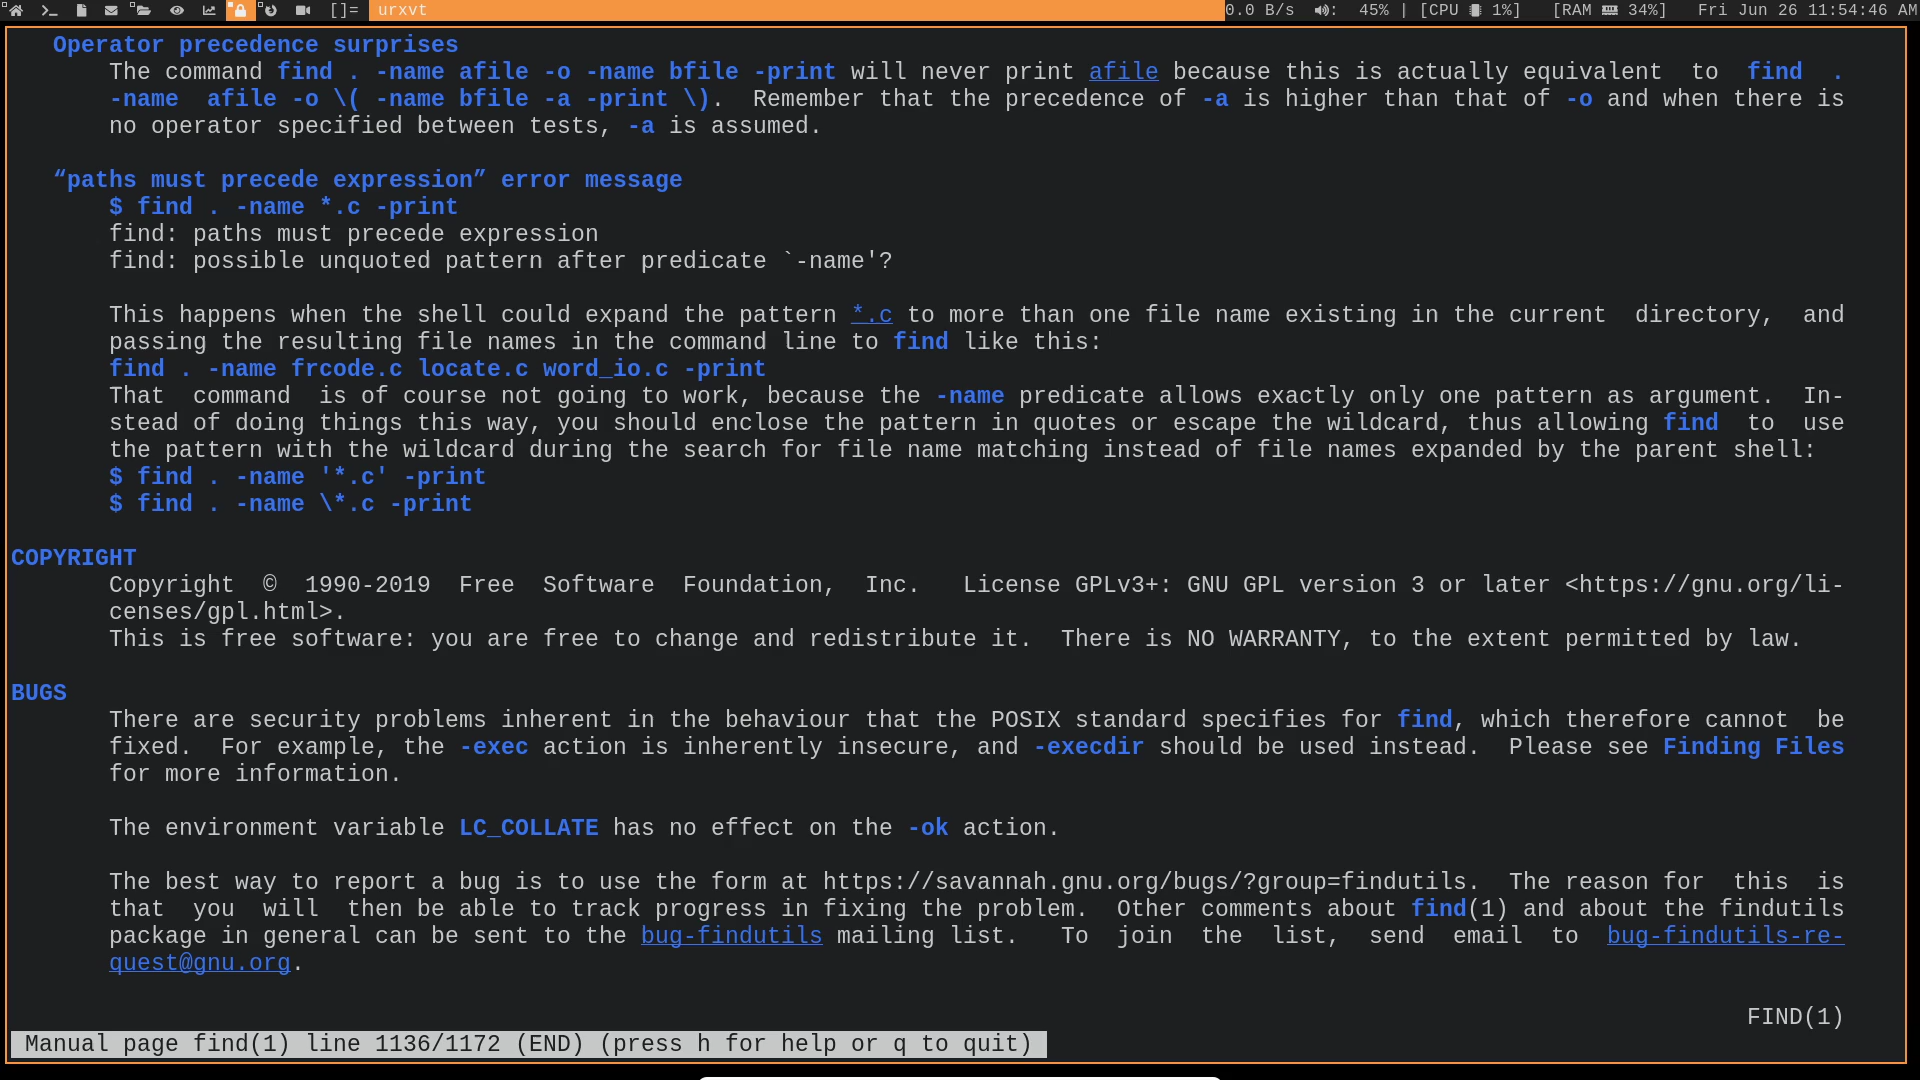 []= urxvt 0.0 B/s : 45% | [CPU 1%] [RAM 34%] Fri Jun 26 11:54:46 AM
Operator precedence surprises
The command find . -name afile -o -name bfile -print will never print afile because this is actually equivalent  to  find  .
-name  afile -o \( -name bfile -a -print \).  Remember that the precedence of -a is higher than that of -o and when there is
no operator specified between tests, -a is assumed.
“paths must precede expression” error message
$ find . -name *.c -print
find: paths must precede expression
find: possible unquoted pattern after predicate `-name'?
This happens when the shell could expand the pattern *.c to more than one file name existing in the current  directory,  and
passing the resulting file names in the command line to find like this:
find . -name frcode.c locate.c word_io.c -print
That  command  is of course not going to work, because the -name predicate allows exactly only one pattern as argument.  In-
stead of doing things this way, you should enclose the pattern in quotes or escape the wildcard, thus allowing find  to  use
the pattern with the wildcard during the search for file name matching instead of file names expanded by the parent shell:
$ find . -name '*.c' -print
$ find . -name \*.c -print
COPYRIGHT
Copyright  ©  1990-2019  Free  Software  Foundation,  Inc.   License GPLv3+: GNU GPL version 3 or later <https://gnu.org/li-
censes/gpl.html>.
This is free software: you are free to change and redistribute it.  There is NO WARRANTY, to the extent permitted by law.
BUGS
There are security problems inherent in the behaviour that the POSIX standard specifies for find, which therefore cannot  be
fixed.  For example, the -exec action is inherently insecure, and -execdir should be used instead.  Please see Finding Files
for more information.
The environment variable LC_COLLATE has no effect on the -ok action.
The best way to report a bug is to use the form at https://savannah.gnu.org/bugs/?group=findutils.  The reason for  this  is
that  you  will  then be able to track progress in fixing the problem.  Other comments about find(1) and about the findutils
package in general can be sent to the bug-findutils mailing list.   To  join  the  list,  send  email  to  bug-findutils-re-
quest@gnu.org.
FIND(1)
Manual page find(1) line 1136/1172 (END) (press h for help or q to quit)